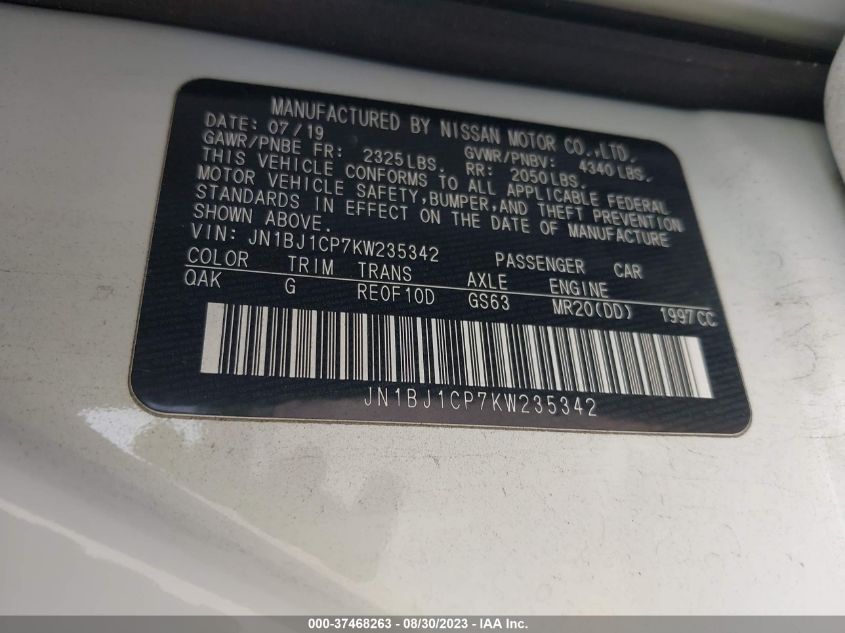 MANUFACTURED BY NISSAN MOTOR CO.,LTD.
DATE: 07/19 GVWR/PNBV: 4340 LBS.
GAWR/PNBE FR: 2325LBS. RR: 2050LBS.
THIS VEHICLE CONFORMS TO ALL APPLICABLE FEDERAL
MOTOR VEHICLE SAFETY,BUMPER,AND THEFT PREVENTION
STANDARDS IN EFFECT ON THE DATE OF MANUFACTURE
SHOWN ABOVE.
VIN: JN1BJ1CP7KW235342 PASSENGER CAR
COLOR TRIM TRANS AXLE ENGINE
QAK G RE0F10D GS63 MR20(DD) 1997CC
JN1BJ1CP7KW235342
000-37468263 - 08/30/2023 - IAA Inc.